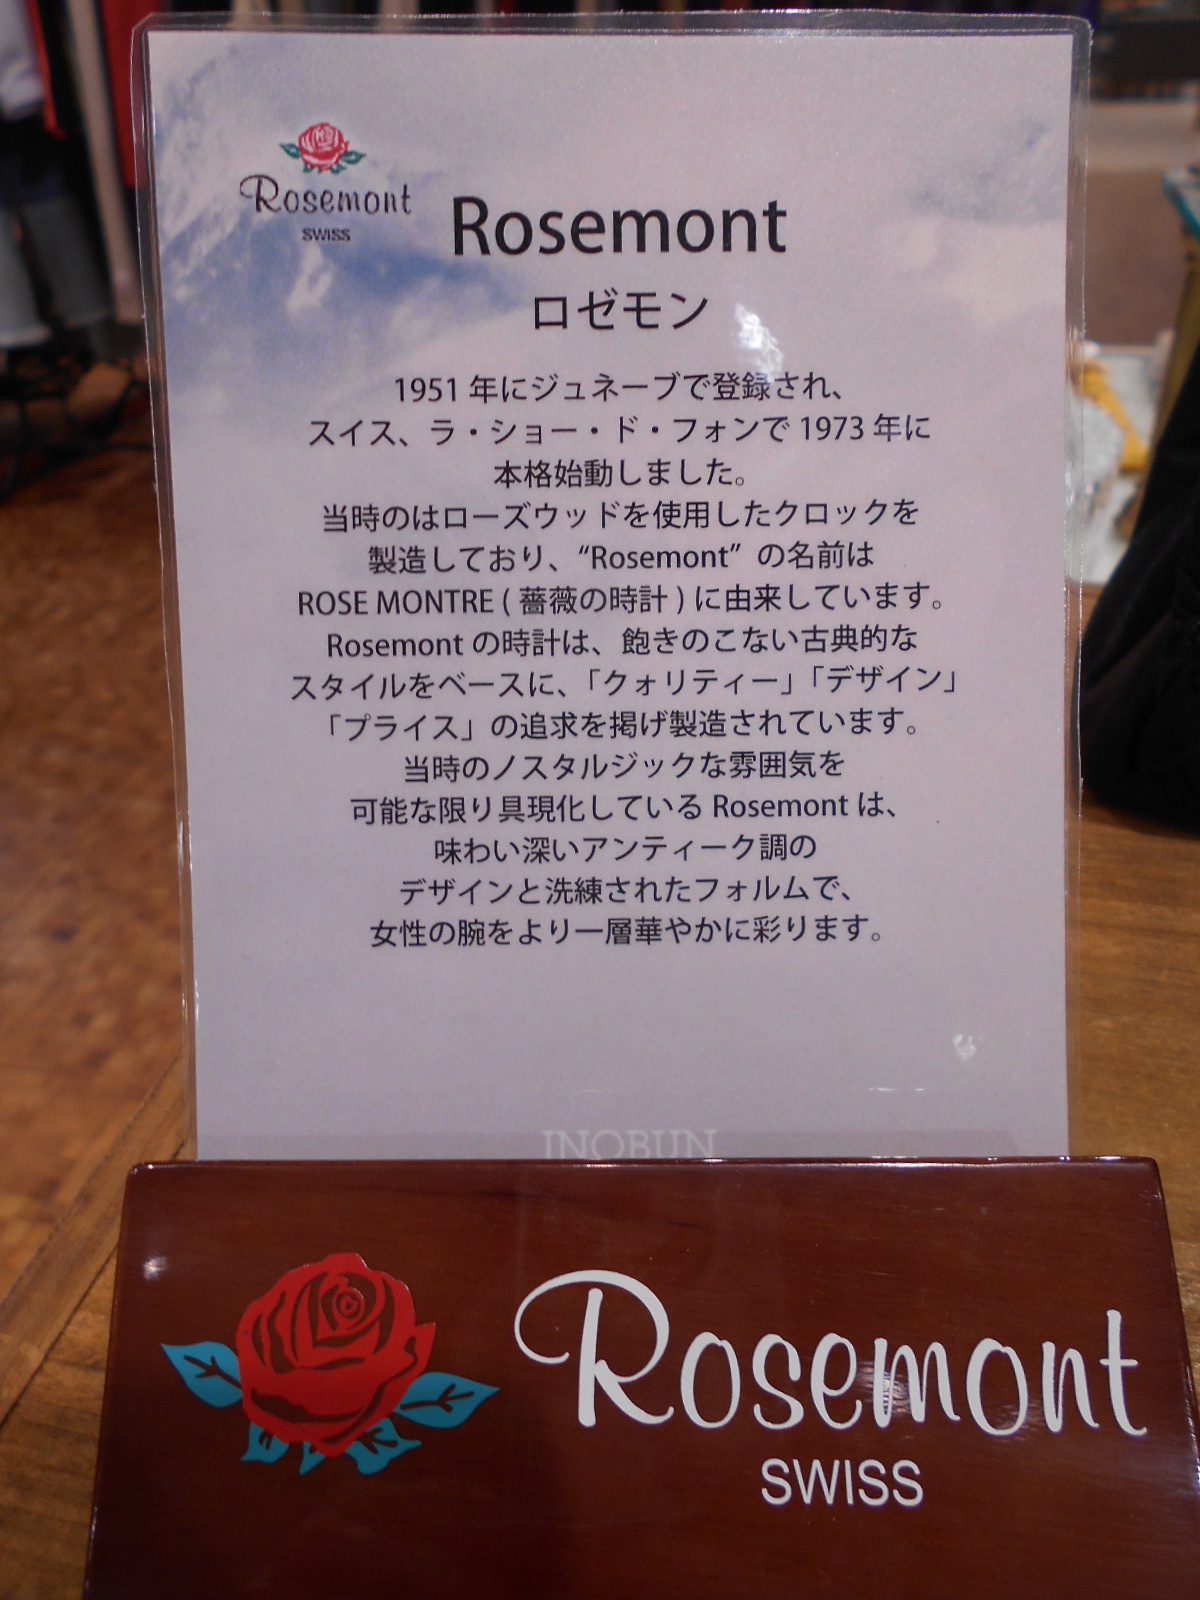 Rosemont
SWISS
Rosemont
ロゼモン
1951 年にジュネーブで登録され、
スイス、ラ・ショー・ド・フォンで 1973 年に
本格始動しました。
当時のはローズウッドを使用したクロックを
製造しており、“Rosemont” の名前は
ROSE MONTRE ( 薔薇の時計 ) に由来しています。
Rosemont の時計は、飽きのこない古典的な
スタイルをベースに、「クォリティー」「デザイン」
「プライス」の追求を掲げ製造されています。
当時のノスタルジックな雰囲気を
可能な限り具現化している Rosemont は、
味わい深いアンティーク調の
デザインと洗練されたフォルムで、
女性の腕をより一層華やかに彩ります。
INOBUN
Rosemont
SWISS